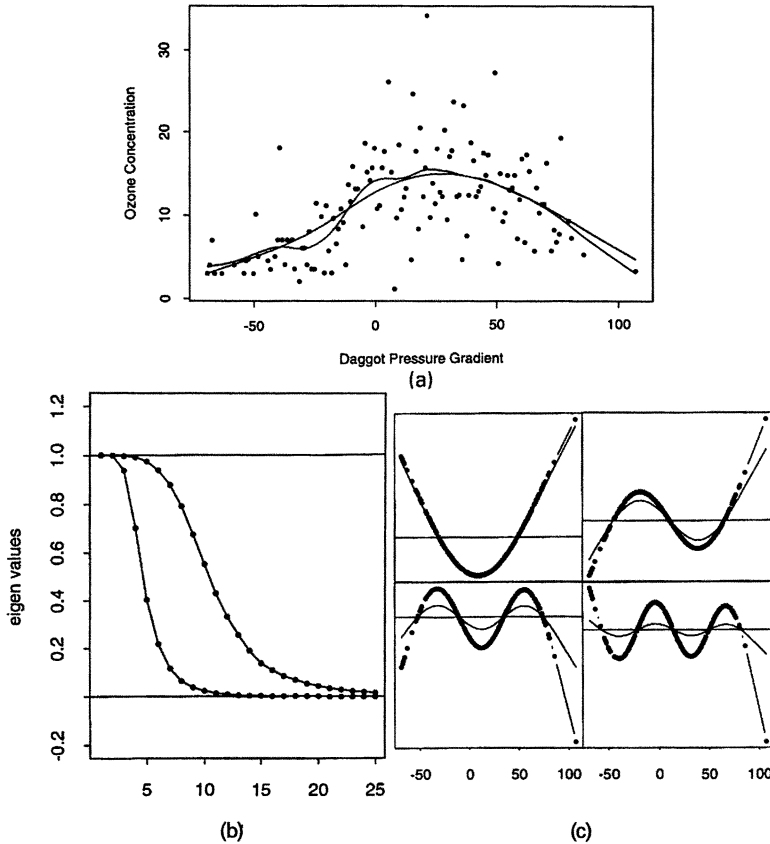 30
20
10
0
Ozone Concentration
-50 0 50 100
Daggot Pressure Gradient
(a)
1.2
1.0
0.8
0.6
0.4
0.2
0.0
-0.2
eigen values
5 10 15 20 25
(b)
-50 0 50 100 -50 0 50 100
(c)